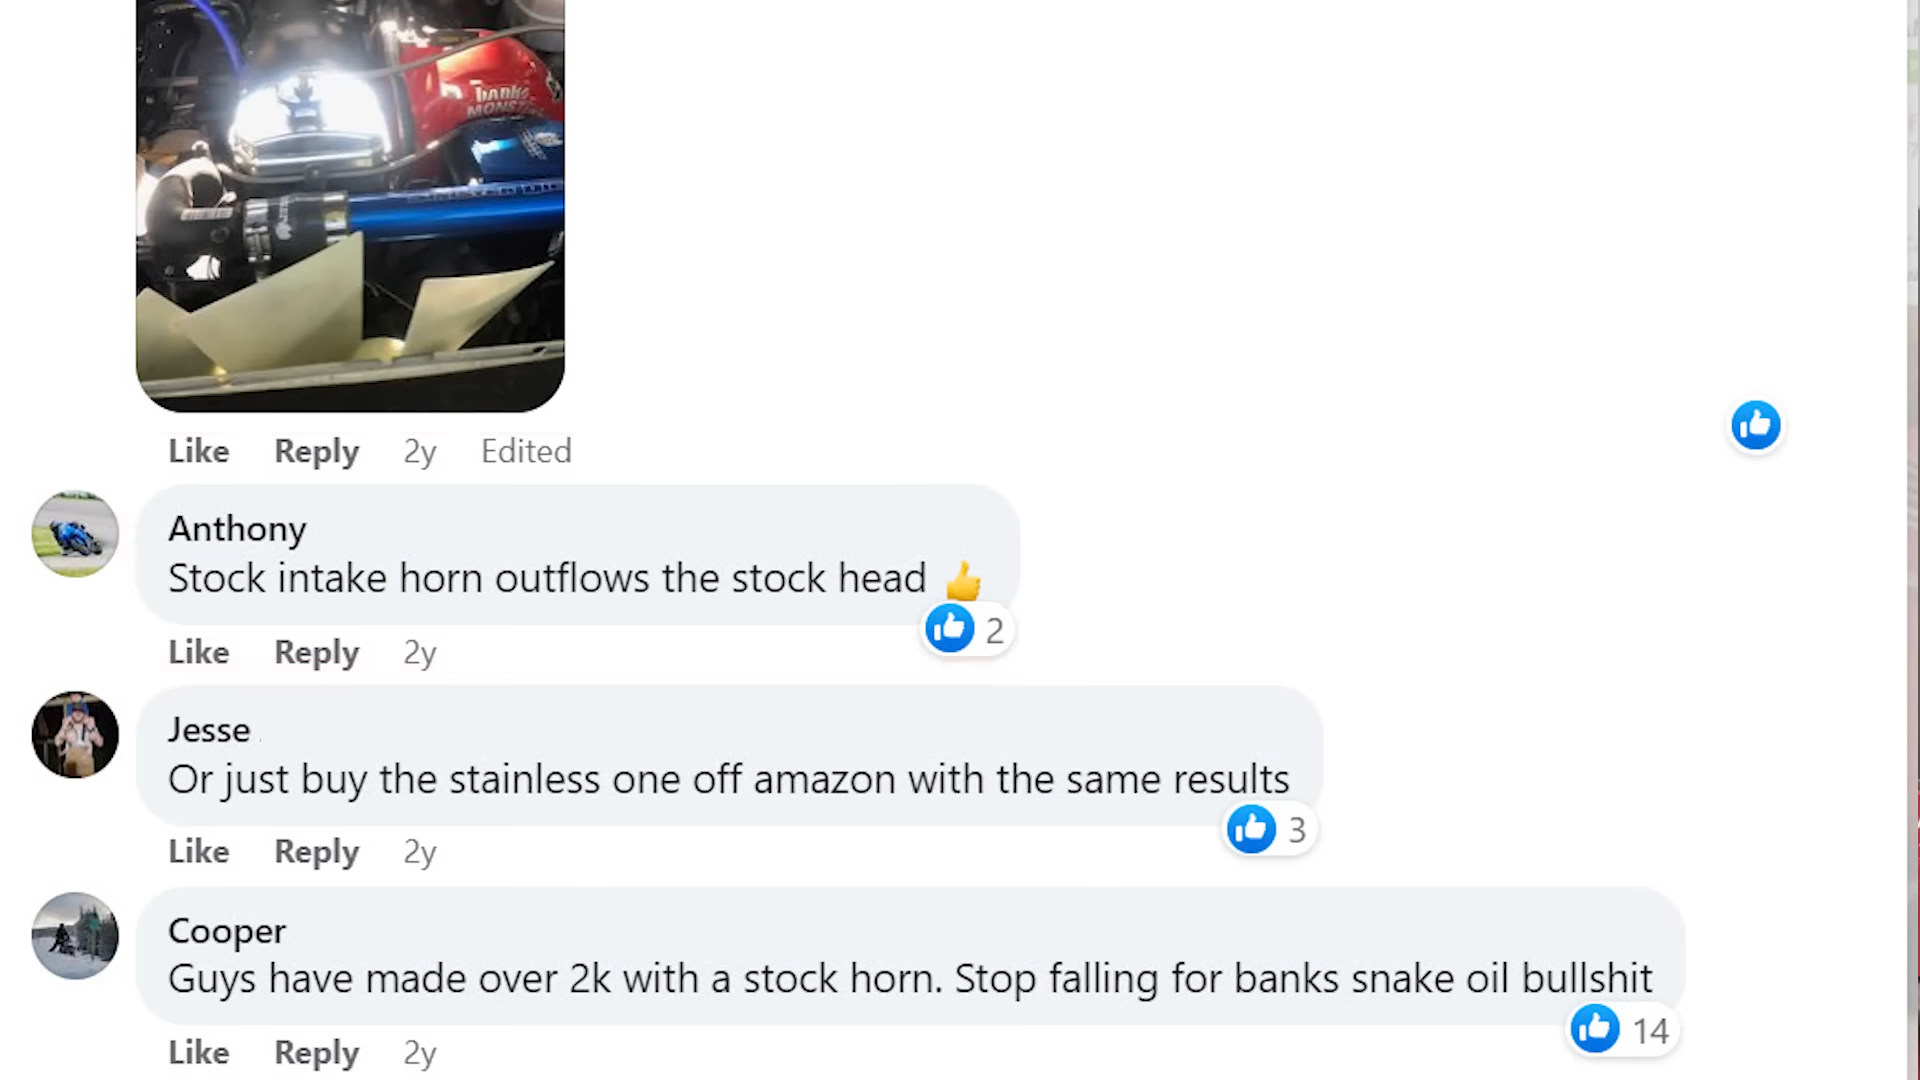 banks
MONST
Like Reply 2y Edited
Anthony
Stock intake horn outflows the stock head 👍
2
Like Reply 2y
Jesse
Or just buy the stainless one off amazon with the same results
3
Like Reply 2y
Cooper
Guys have made over 2k with a stock horn. Stop falling for banks snake oil bullshit
14
Like Reply 2y